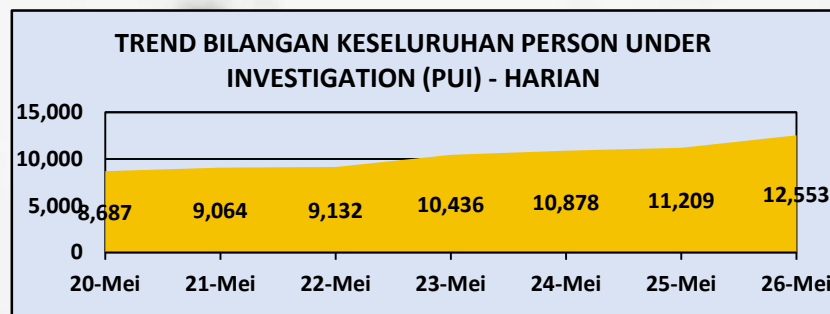 TREND BILANGAN KESELURUHAN PERSON UNDER
INVESTIGATION (PUI) - HARIAN
15,000
10,000
5,000
0
8,687 9,064 9,132 10,436 10,878 11,209 12,553
20-Mei 21-Mei 22-Mei 23-Mei 24-Mei 25-Mei 26-Mei